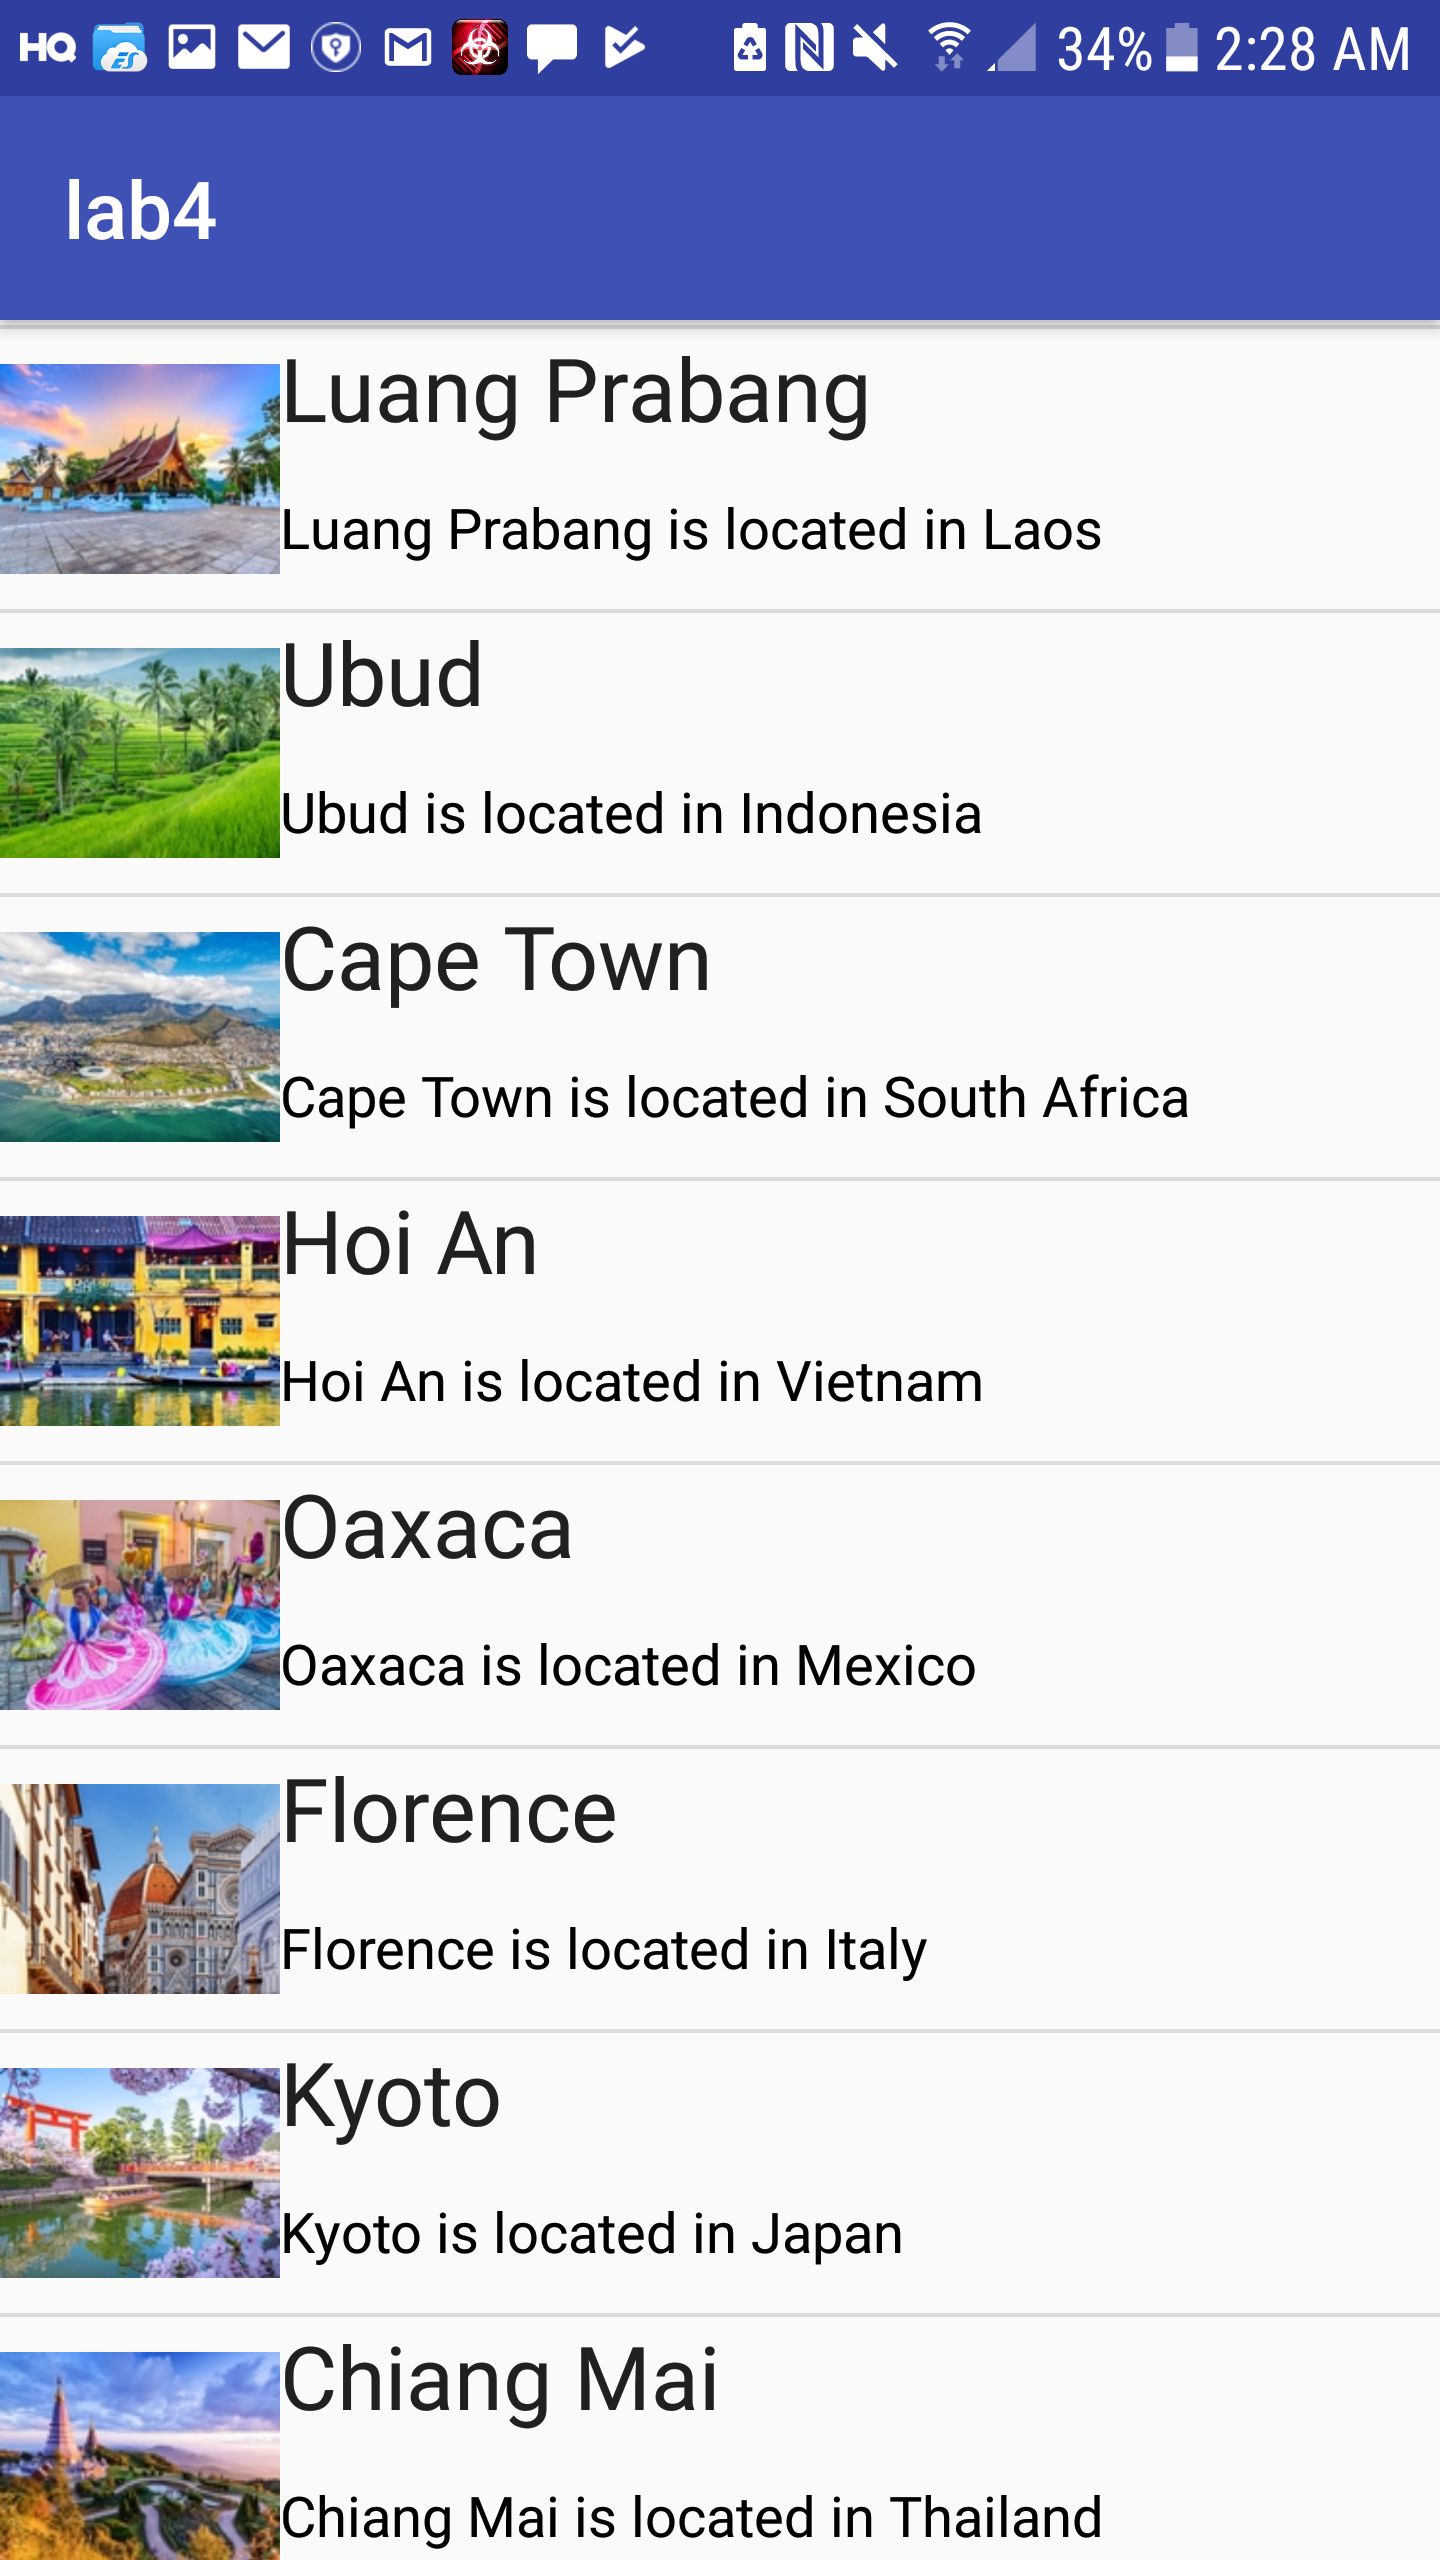 HQ ES 34% 2:28 AM
lab4
Luang Prabang
Luang Prabang is located in Laos
Ubud
Ubud is located in Indonesia
Cape Town
Cape Town is located in South Africa
Hoi An
Hoi An is located in Vietnam
Oaxaca
Oaxaca is located in Mexico
Florence
Florence is located in Italy
Kyoto
Kyoto is located in Japan
Chiang Mai
Chiang Mai is located in Thailand